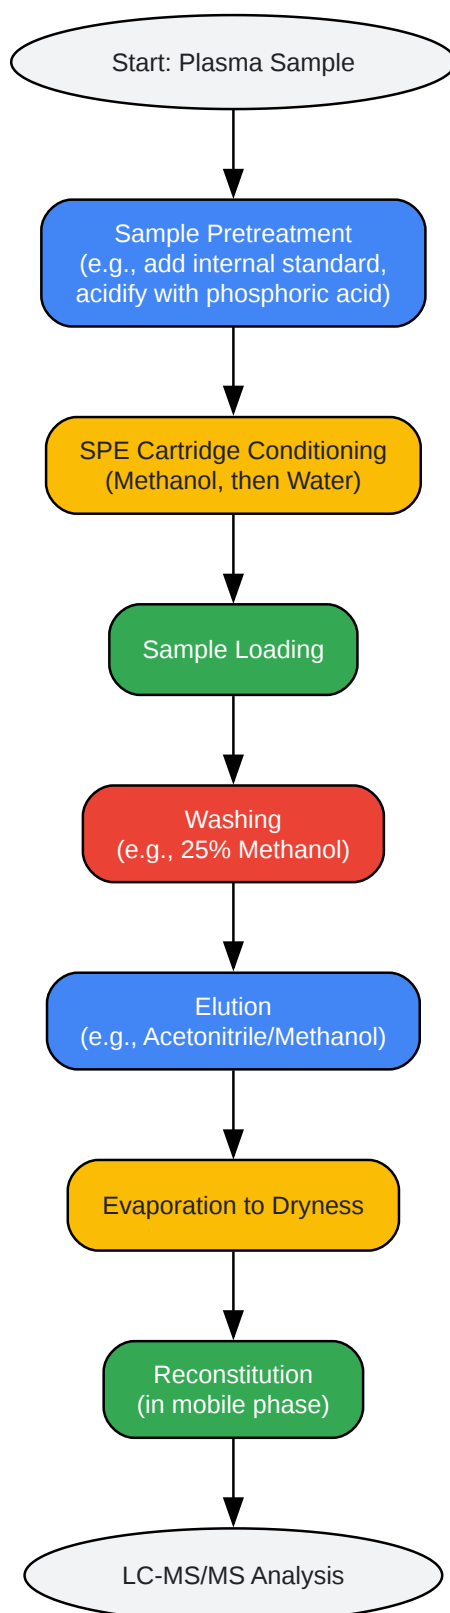 Start: Plasma Sample
Sample Pretreatment
(e.g., add internal standard,
acidify with phosphoric acid)
SPE Cartridge Conditioning
(Methanol, then Water)
Sample Loading
Washing
(e.g., 25% Methanol)
Elution
(e.g., Acetonitrile/Methanol)
Evaporation to Dryness
Reconstitution
(in mobile phase)
LC-MS/MS Analysis